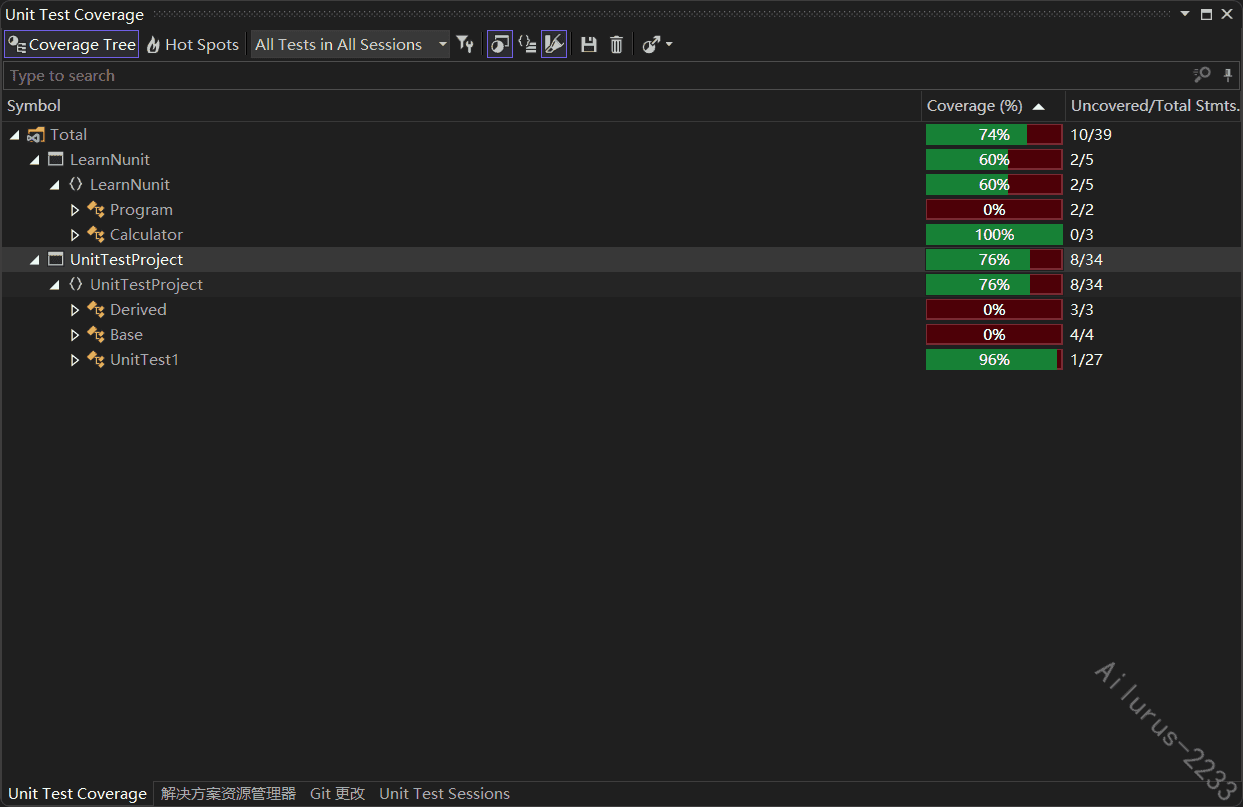 Unit Test Coverage
Coverage Tree Hot Spots All Tests in All Sessions
Type to search
Symbol Coverage (%) Uncovered/Total Stmts.
Total 74% 10/39
LearnNunit 60% 2/5
LearnNunit 60% 2/5
Program 0% 2/2
Calculator 100% 0/3
UnitTestProject 76% 8/34
UnitTestProject 76% 8/34
Derived 0% 3/3
Base 0% 4/4
UnitTest1 96% 1/27
Ailurus-2233
Unit Test Coverage 解决方案资源管理器 Git 更改 Unit Test Sessions